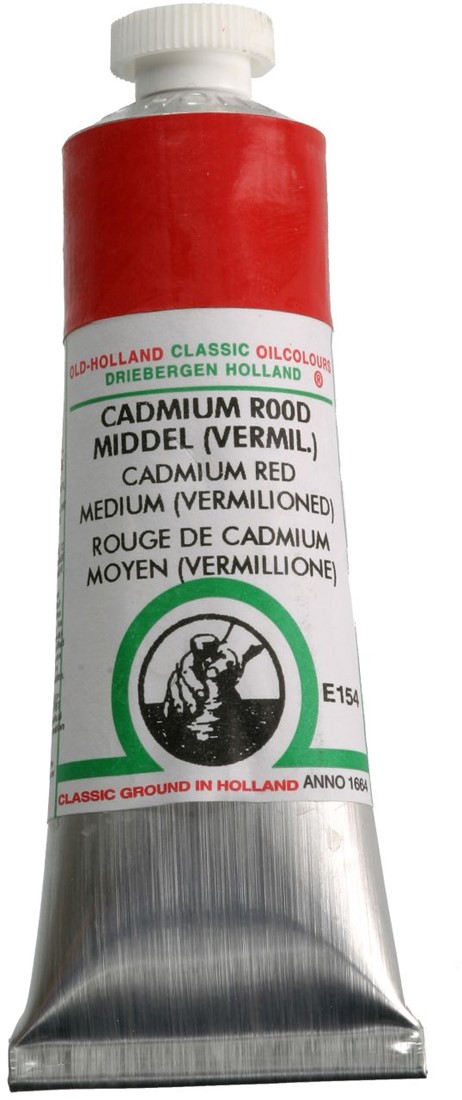 OLD-HOLLAND CLASSIC OILCOLOURS
DRIEBERGEN HOLLAND ®
CADMIUM ROOD
MIDDEL (VERMIL.)
CADMIUM RED
MEDIUM (VERMILIONED)
ROUGE DE CADMIUM
MOYEN (VERMILLIONE)
E154
CLASSIC GROUND IN HOLLAND ANNO 1664